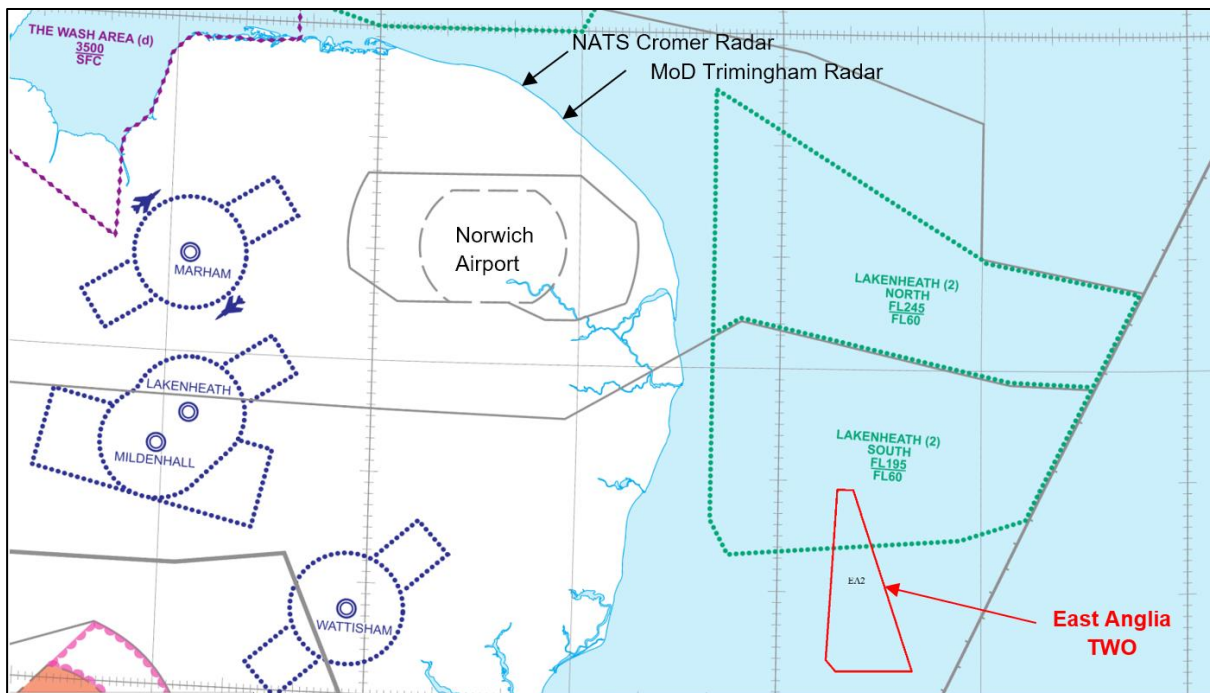 THE WASH AREA (d)
3500
SFC
NATS Cromer Radar
MoD Trimingham Radar
MARHAM
Norwich
Airport
LAKENHEATH (2)
NORTH
FL245
FL60
LAKENHEATH
MILDENHALL
LAKENHEATH (2)
SOUTH
FL195
FL60
EA2
WATTISHAM
East Anglia
TWO